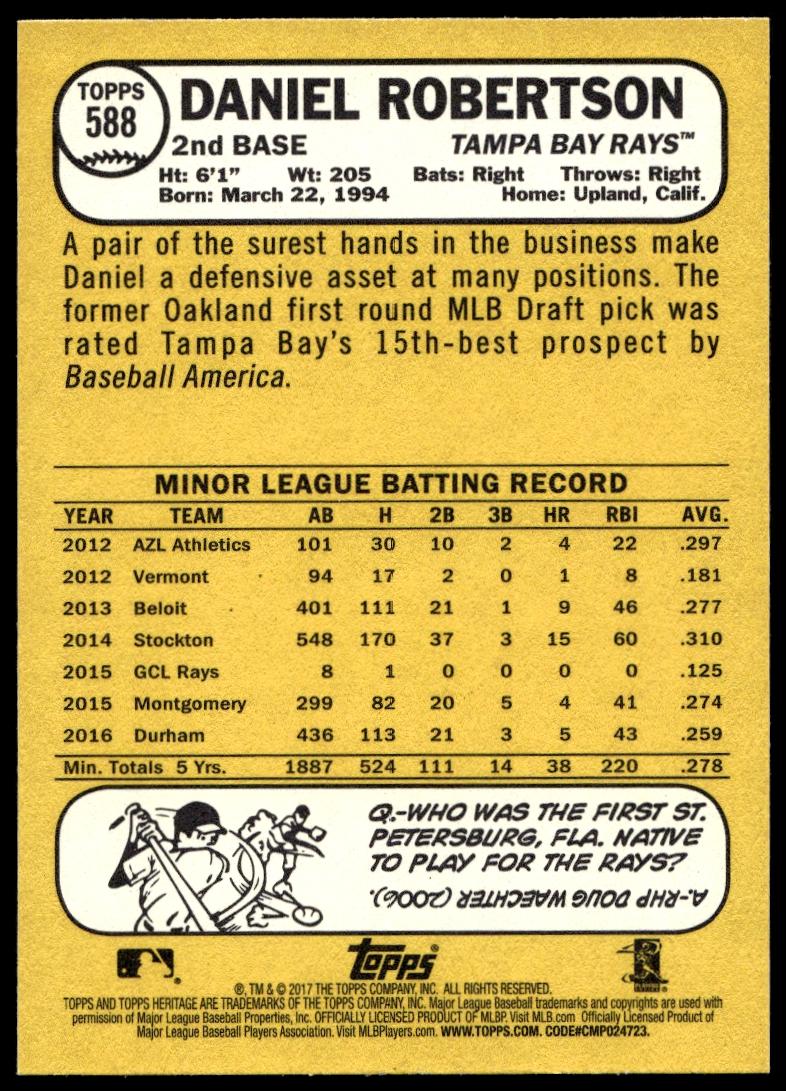 TOPPS
588
DANIEL ROBERTSON
2nd BASE TAMPA BAY RAYS™
Ht: 6'1" Wt: 205 Bats: Right Throws: Right
Born: March 22, 1994 Home: Upland, Calif.
A pair of the surest hands in the business make
Daniel a defensive asset at many positions. The
former Oakland first round MLB Draft pick was
rated Tampa Bay's 15th-best prospect by
Baseball America.
MINOR LEAGUE BATTING RECORD
YEAR TEAM AB H 2B 3B HR RBI AVG.
2012 AZL Athletics 101 30 10 2 4 22 .297
2012 Vermont 94 17 2 0 1 8 .181
2013 Beloit 401 111 21 1 9 46 .277
2014 Stockton 548 170 37 3 15 60 .310
2015 GCL Rays 8 1 0 0 0 0 .125
2015 Montgomery 299 82 20 5 4 41 .274
2016 Durham 436 113 21 3 5 43 .259
Min. Totals 5 Yrs. 1887 524 111 14 38 220 .278
Q.-WHO WAS THE FIRST ST.
PETERSBURG, FLA. NATIVE
TO PLAY FOR THE RAYS?
A.-RHP DOUG WAECHTER (2006).
topps®
®, TM & © 2017 THE TOPPS COMPANY, INC. ALL RIGHTS RESERVED.
TOPPS AND TOPPS HERITAGE ARE TRADEMARKS OF THE TOPPS COMPANY, INC. Major League Baseball trademarks and copyrights are used with
permission of Major League Baseball Properties, Inc. OFFICIALLY LICENSED PRODUCT OF MLBP. Visit MLB.com Officially Licensed Product of
Major League Baseball Players Association. Visit MLBPlayers.com. WWW.TOPPS.COM. CODE#CMP024723.